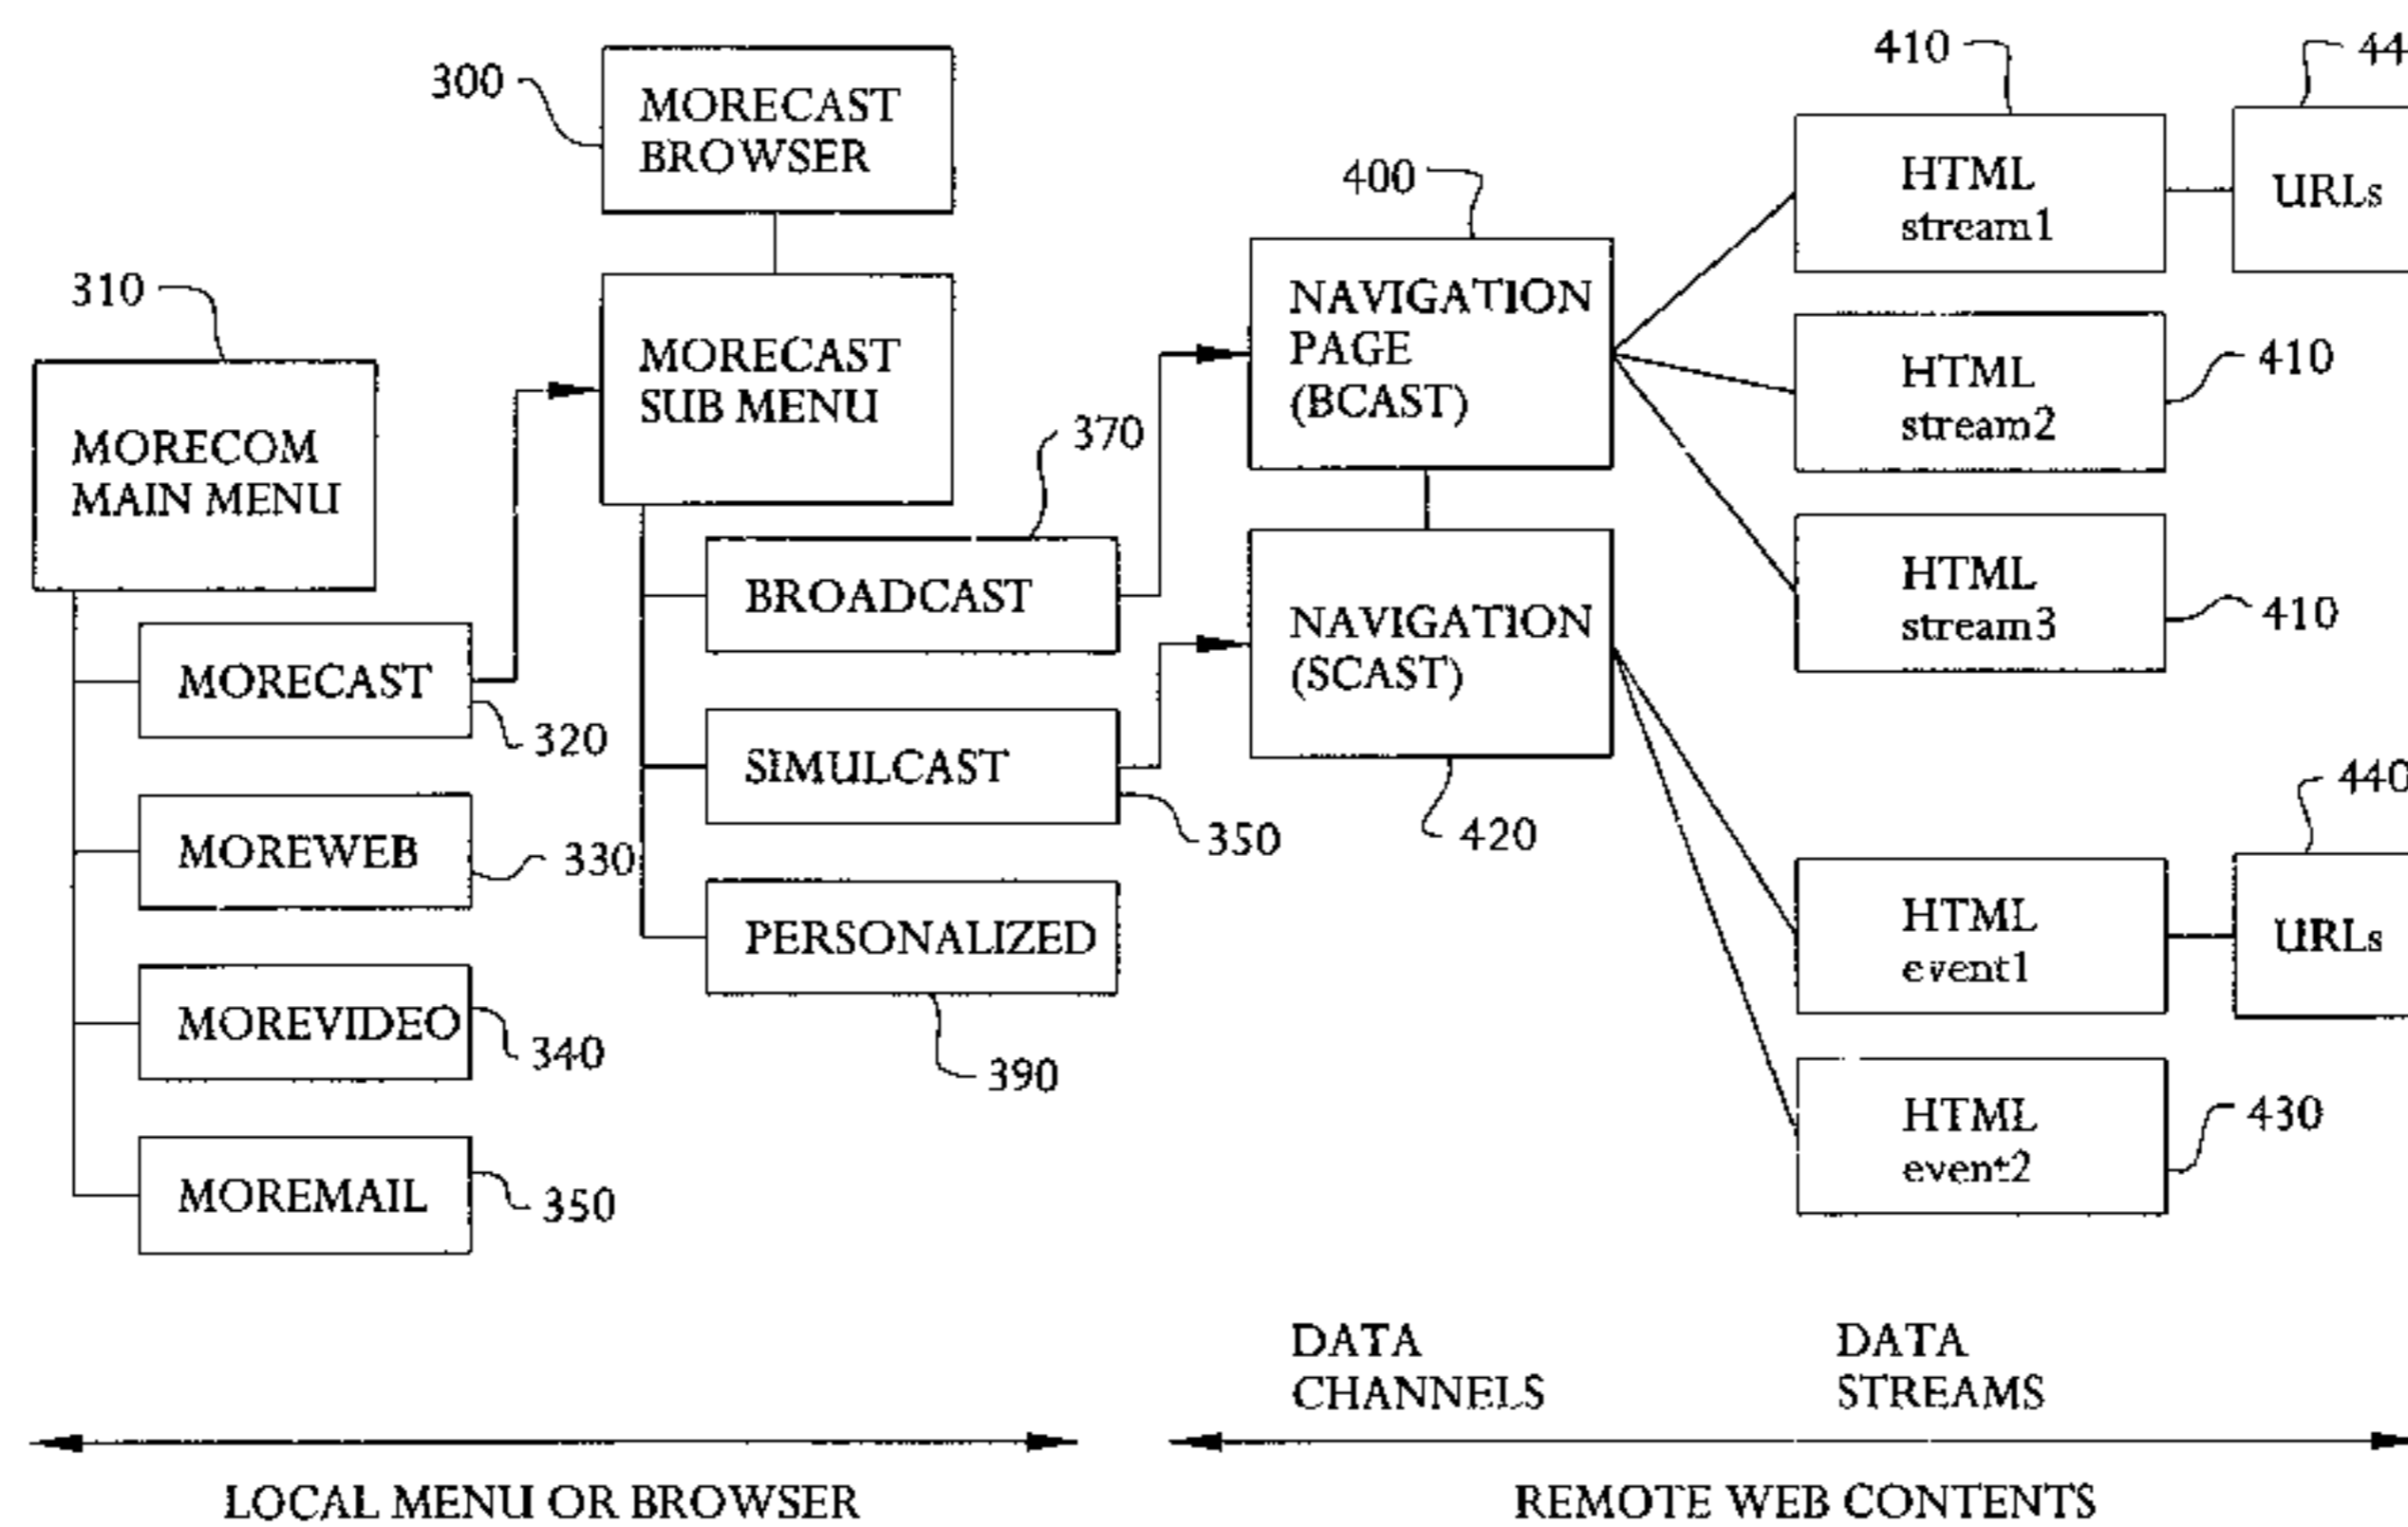 300
MORECAST
BROWSER
310
MORECOM
MAIN MENU
MORECAST
SUB MENU
MORECAST
320
MOREWEB
330
MOREVIDEO
340
MOREMAIL
350
370
BROADCAST
SIMULCAST
350
PERSONALIZED
390
400
NAVIGATION
PAGE
(BCAST)
NAVIGATION
(SCAST)
420
410
HTML
stream1
44
URLs
HTML
stream2
410
HTML
stream3
410
440
HTML
event1
URLs
HTML
event2
430
DATA
CHANNELS
DATA
STREAMS
LOCAL MENU OR BROWSER
REMOTE WEB CONTENTS